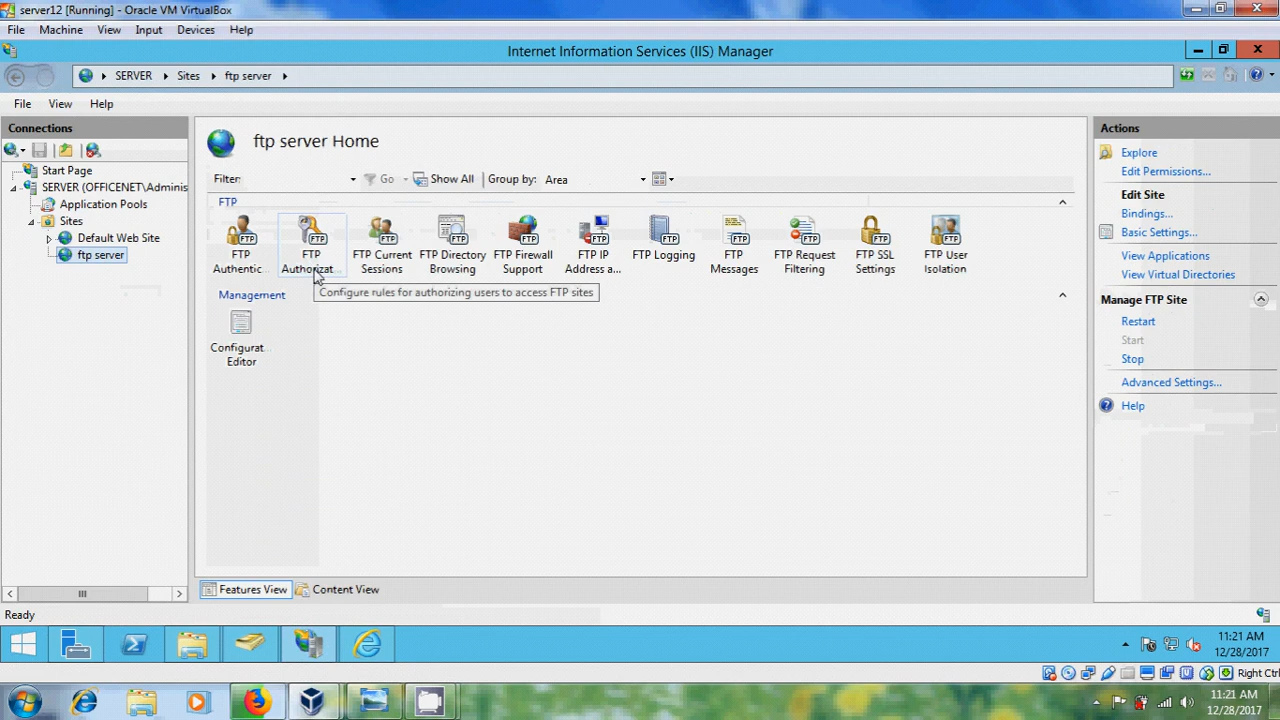 server12 [Running] - Oracle VM VirtualBox
File Machine View Input Devices Help
Internet Information Services (IIS) Manager
SERVER Sites ftp server
File View Help
Connections
Start Page
SERVER (OFFICENET\Adminis
Application Pools
Sites
Default Web Site
ftp server
ftp server Home
Filter: Go Show All Group by: Area
FTP
FTP Authentic...
FTP Authorizat...
FTP Current Sessions
FTP Directory Browsing
FTP Firewall Support
FTP IP Address a...
FTP Logging
FTP Messages
FTP Request Filtering
FTP SSL Settings
FTP User Isolation
Configure rules for authorizing users to access FTP sites
Management
Configurat... Editor
Features View Content View
Actions
Explore
Edit Permissions...
Edit Site
Bindings...
Basic Settings...
View Applications
View Virtual Directories
Manage FTP Site
Restart
Start
Stop
Advanced Settings...
Help
Ready
11:21 AM
12/28/2017
Right Ctrl
11:21 AM
12/28/2017